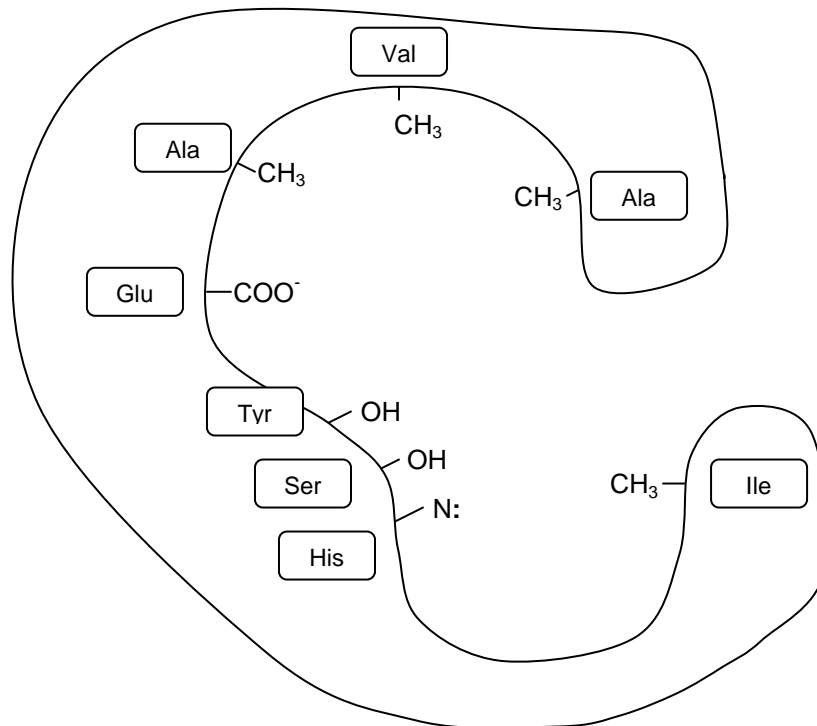 Val
CH₃
Ala
CH₃
CH₃
Ala
Glu
COO⁻
Tyr
OH
OH
Ser
CH₃
Ile
N:
His